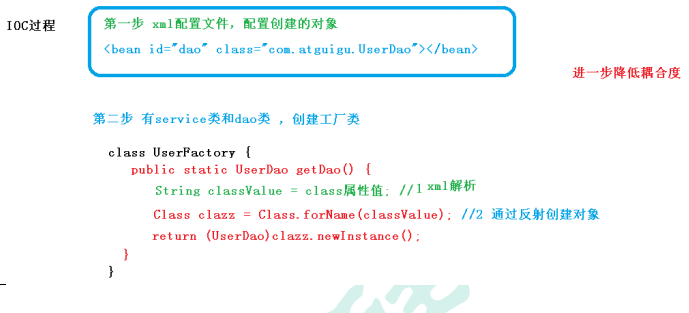 IOC过程
第一步 xml配置文件，配置创建的对象
<bean id="dao" class="com.atguigu.UserDao"></bean>
进一步降低耦合度
第二步 有service类和dao类 ，创建工厂类
class UserFactory {
public static UserDao getDao() {
String classValue = class属性值; //1 xml解析
Class clazz = Class.forName(classValue); //2 通过反射创建对象
return (UserDao)clazz.newInstance();
}
}